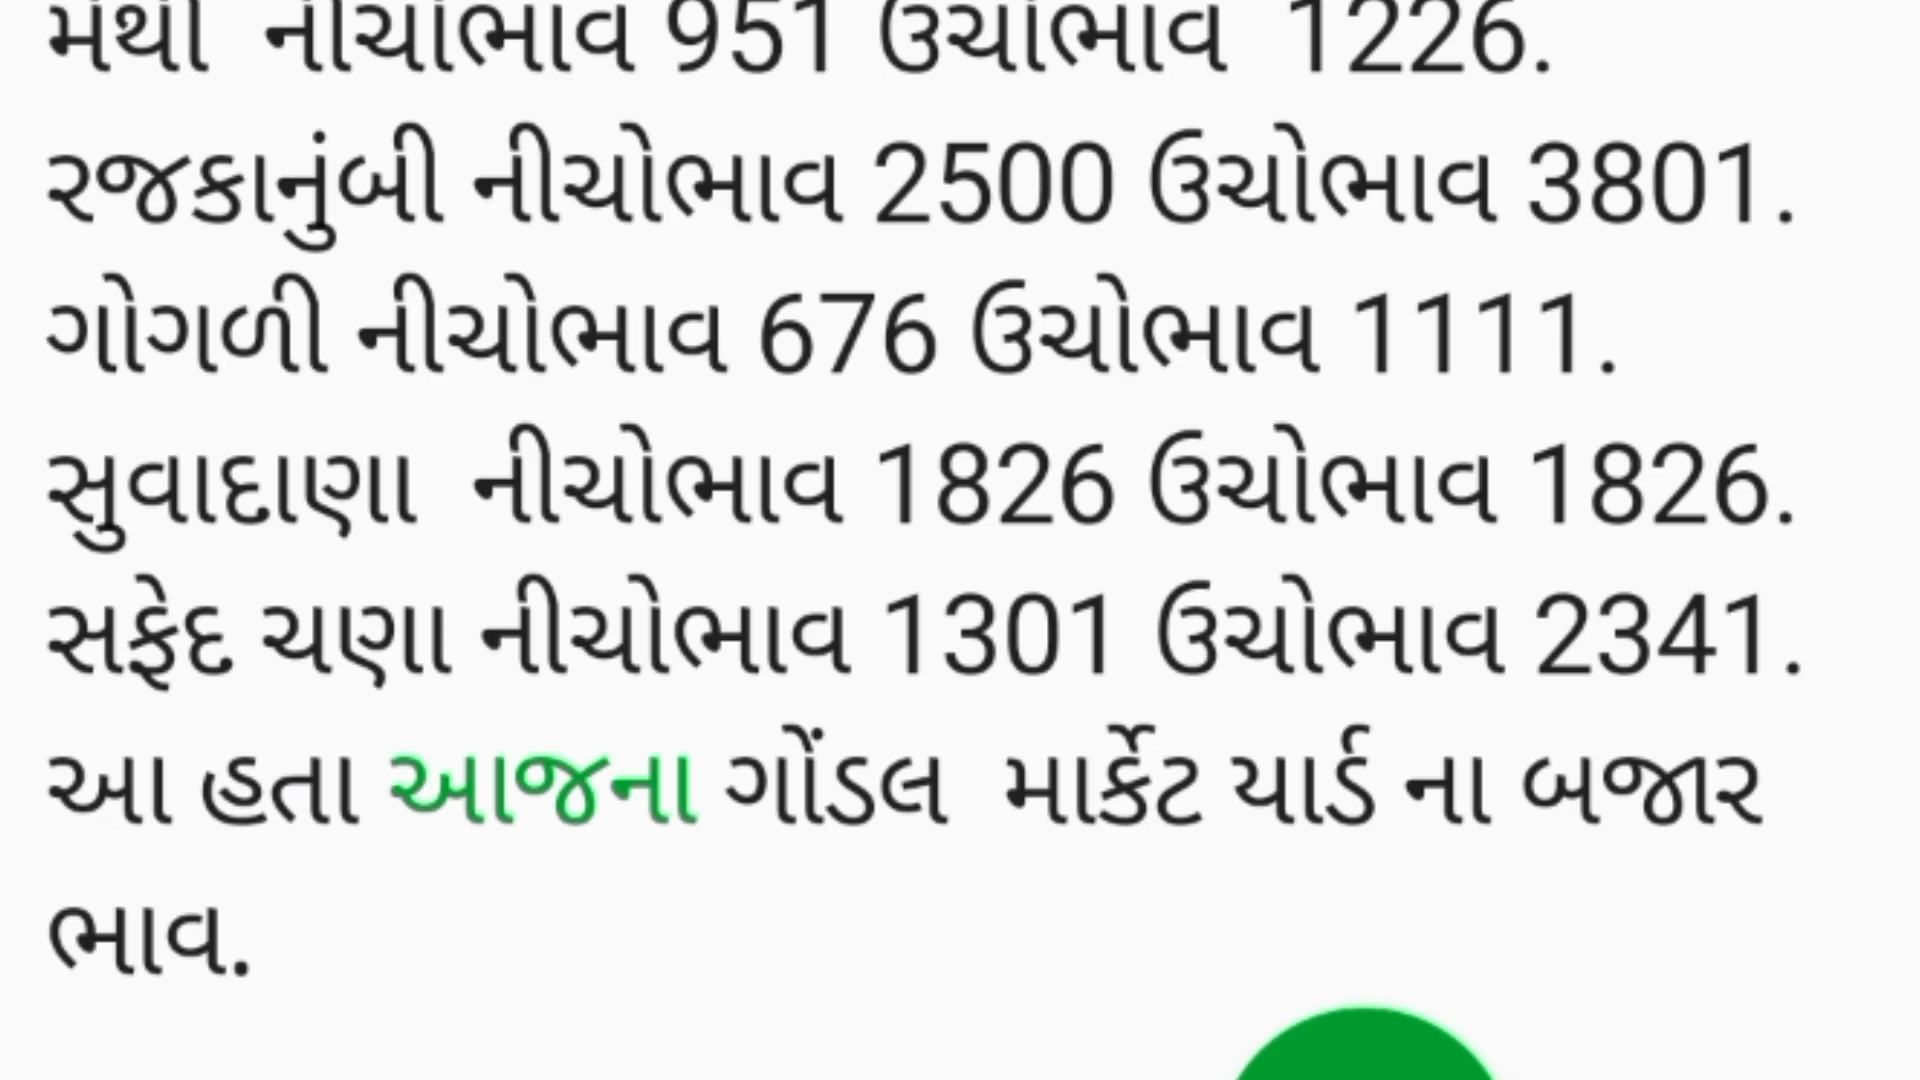 મેથી નીચોભાવ 951 ઉચોભાવ 1226.
રજકાનુંબી નીચોભાવ 2500 ઉચોભાવ 3801.
ગોગળી નીચોભાવ 676 ઉચોભાવ 1111.
સુવાદાણા નીચોભાવ 1826 ઉચોભાવ 1826.
સફેદ ચણા નીચોભાવ 1301 ઉચોભાવ 2341.
આ હતા આજના ગોંડલ માર્કેટ યાર્ડ ના બજાર
ભાવ.